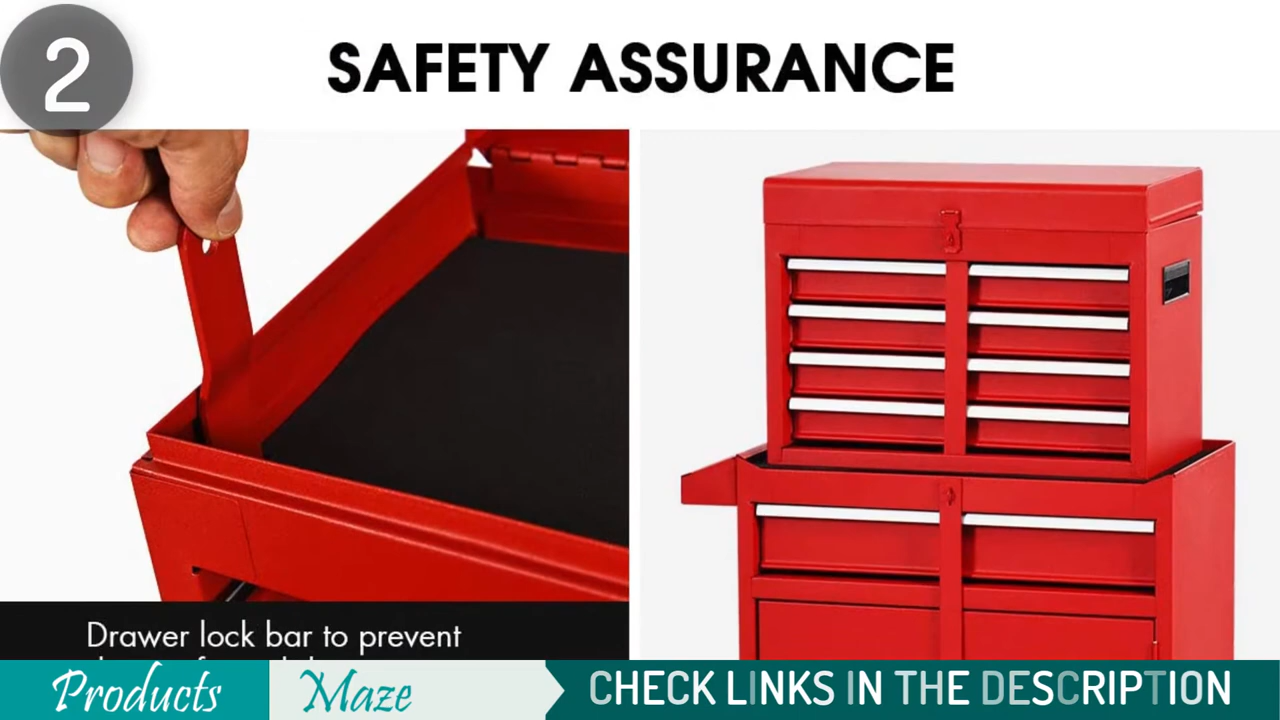 2
SAFETY ASSURANCE
Drawer lock bar to prevent
Products Maze
CHECK LINKS IN THE DESCRIPTION